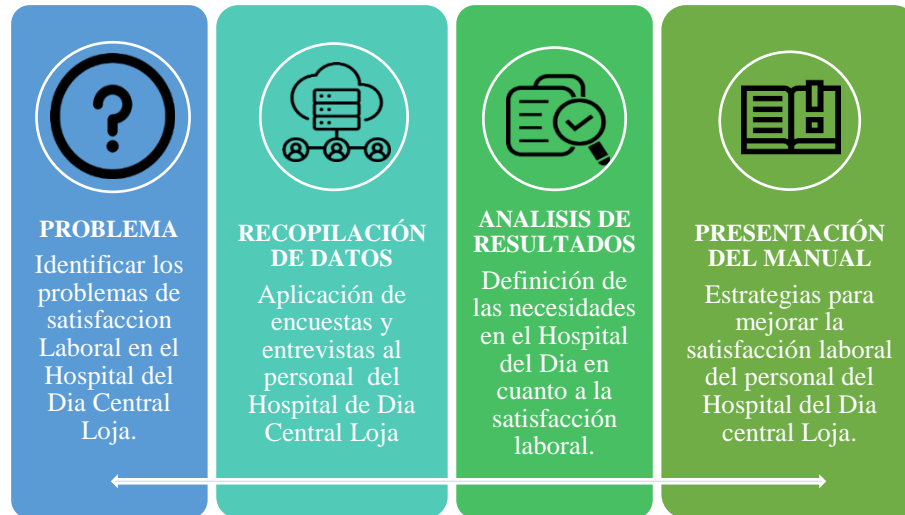 PROBLEMA
Identificar los
problemas de
satisfaccion
Laboral en el
Hospital del
Dia Central
Loja.
RECOPILACIÓN
DE DATOS
Aplicación de
encuestas y
entrevistas al
personal del
Hospital de Dia
Central Loja
ANALISIS DE
RESULTADOS
Definición de
las necesidades
en el Hospital
del Dia en
cuanto a la
satisfacción
laboral.
PRESENTACIÓN
DEL MANUAL
Estrategias para
mejorar la
satisfacción laboral
del personal del
Hospital del Dia
central Loja.